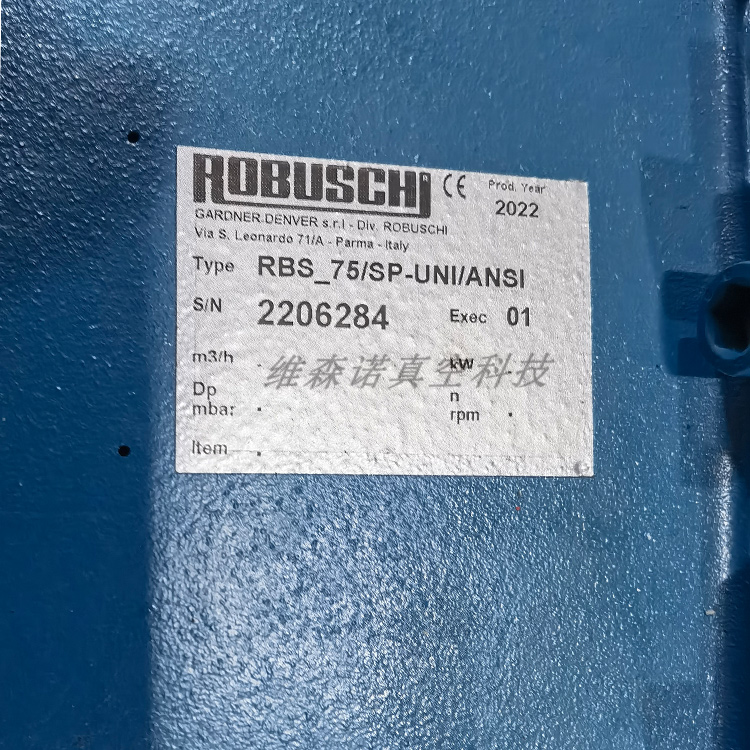 ROBUSCHI CE Prod. Year
2022
GARDNER DENVER s.r.l - Div. ROBUSCHI
Via S. Leonardo 71/A - Parma - Italy
Type RBS_75/SP-UNI/ANSI
S/N 2206284 Exec 01
m3/h . kW .
维森诺真空科技
Dp
mbar . n
rpm .
Item .